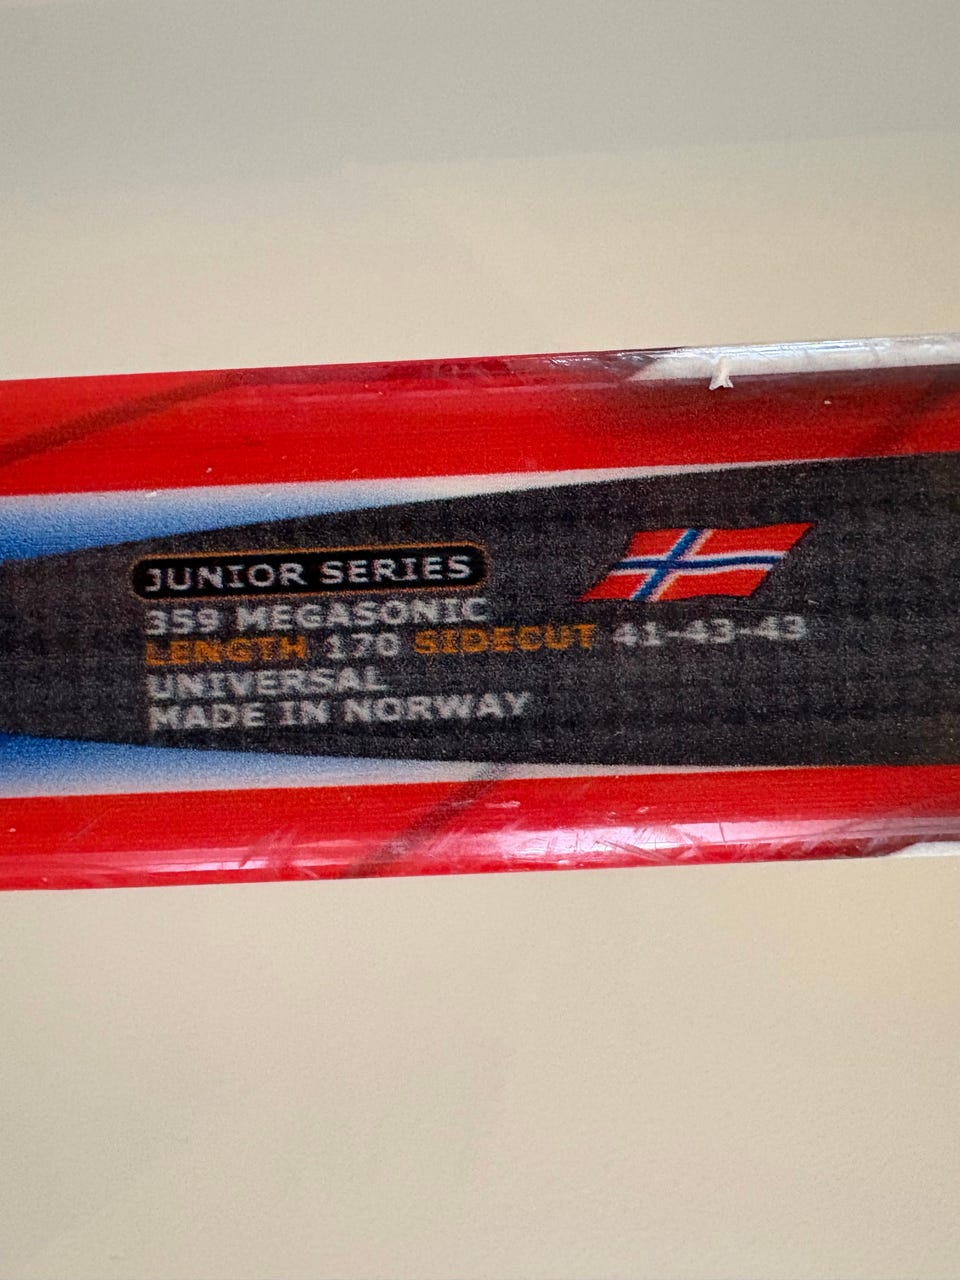 JUNIOR SERIES
359 MEGASONIC
LENGTH 170 SIDECUT 41-43-43
UNIVERSAL
MADE IN NORWAY